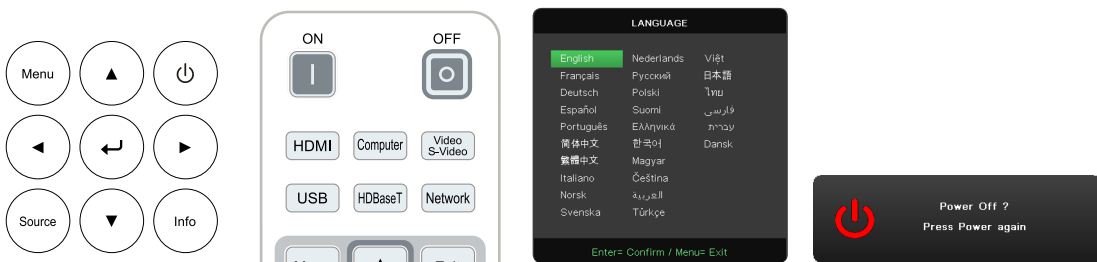 Menu
Source
Info
ON
OFF
HDMI
Computer
Video
S-Video
USB
HDBaseT
Network
LANGUAGE
English Nederlands Việt
Français Русский 日本語
Deutsch Polski ไทย
Español Suomi فارسی
Português Ελληνικά עברית
简体中文 한국어 Dansk
繁體中文 Magyar
Italiano Čeština
Norsk العربية
Svenska Türkçe
Enter= Confirm / Menu= Exit
Power Off ?
Press Power again